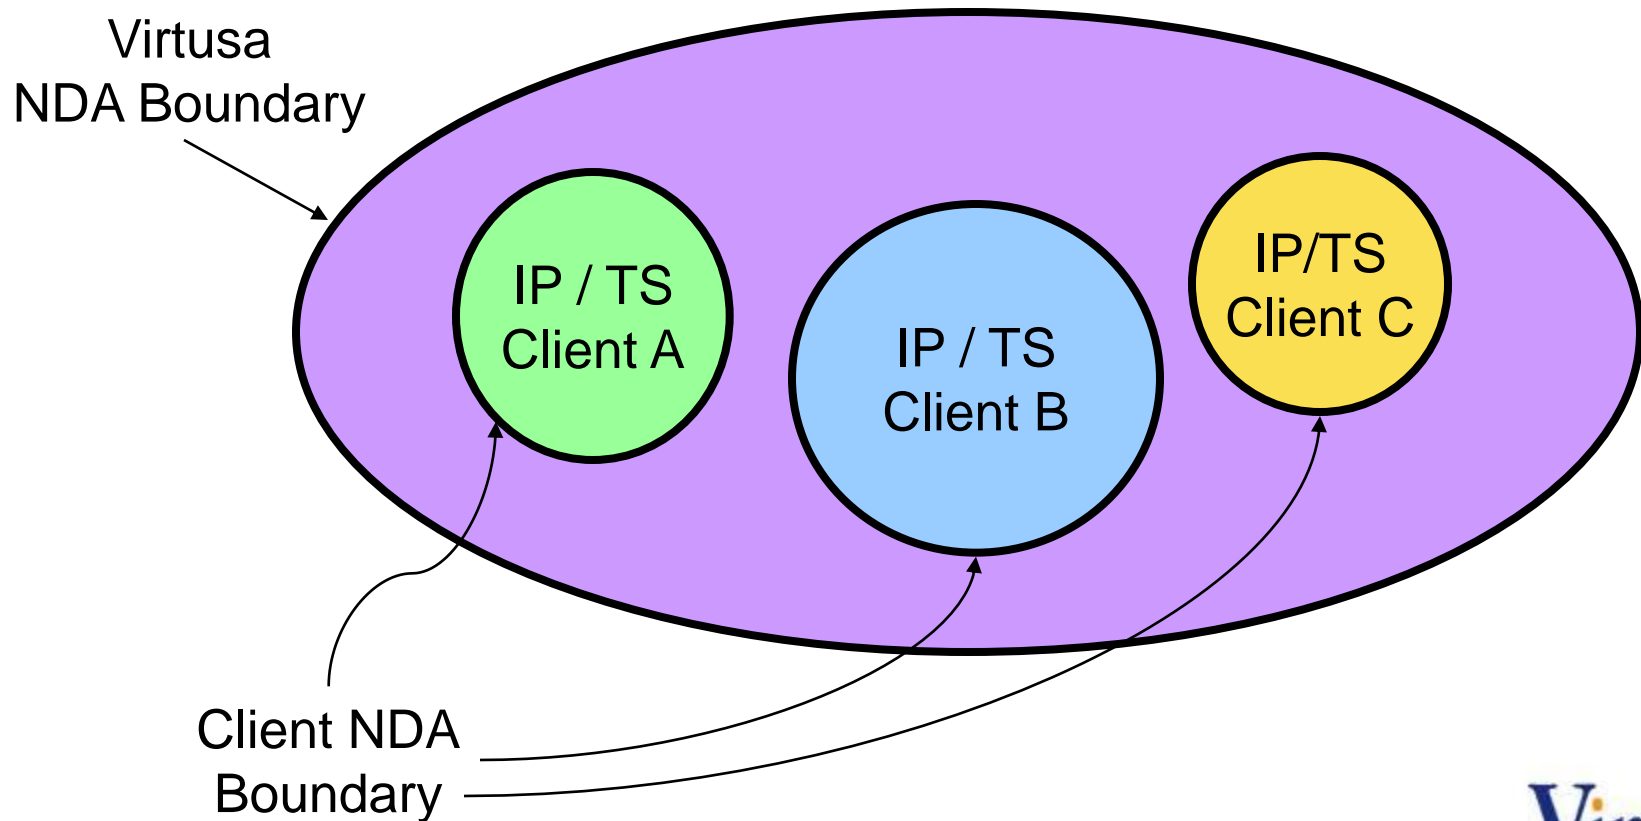 Virtusa
NDA Boundary
IP / TS
Client A
IP / TS
Client B
IP/TS
Client C
Client NDA
Boundary